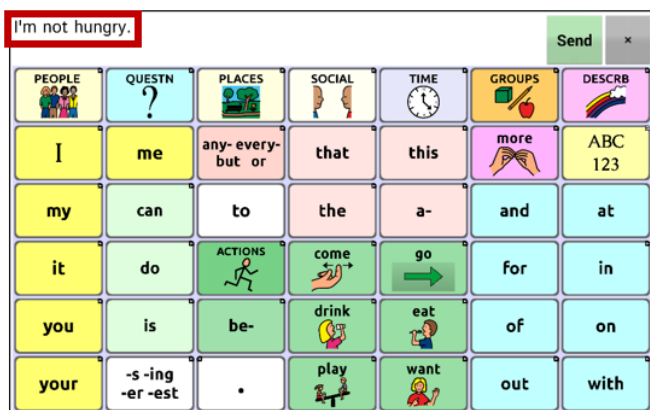 I'm not hungry.
Send ×
PEOPLE QUESTN ? PLACES SOCIAL TIME GROUPS DESCRB
I me any- every- that this more ABC
but or 123
my can to the a- and at
it do ACTIONS come go for in
you is be- drink eat of on
your -s -ing . play want out with
-er -est